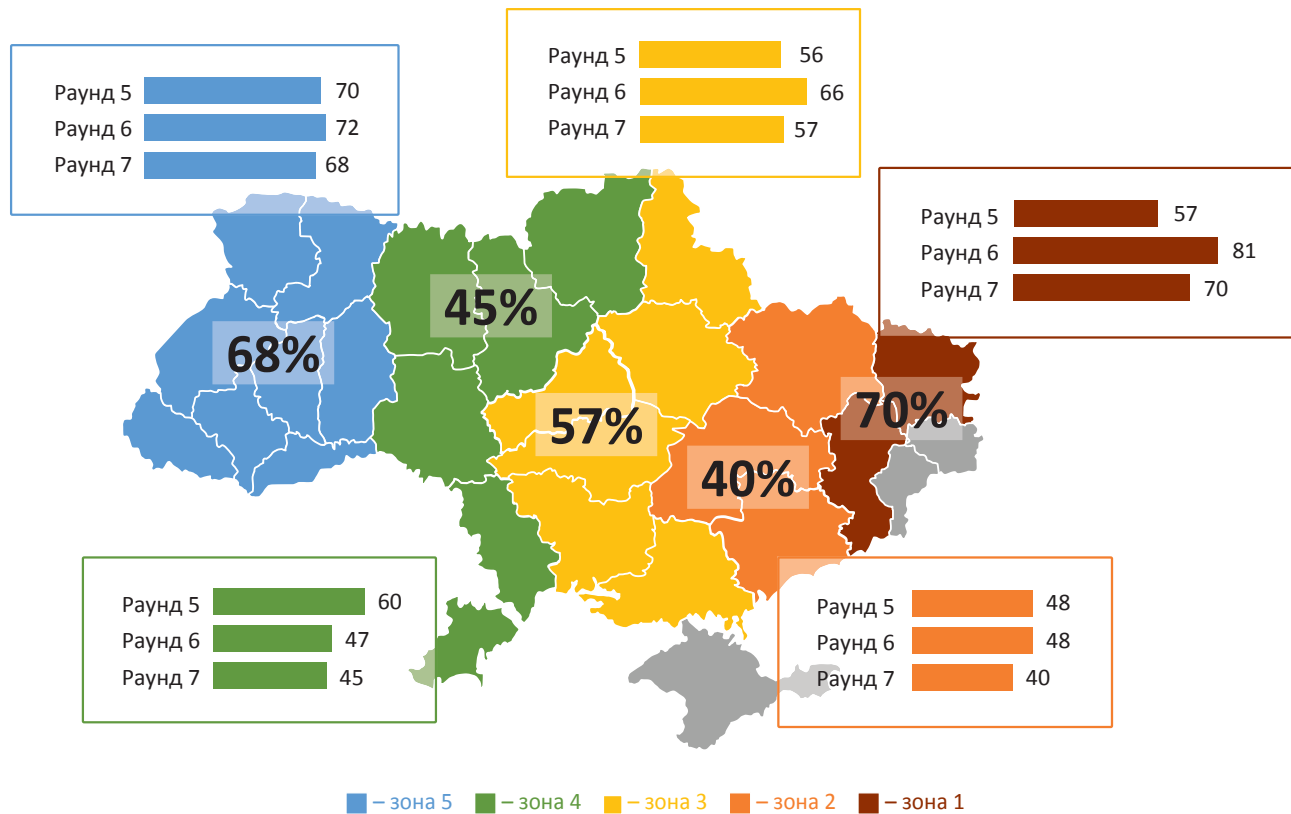 Раунд 5 70
Раунд 6 72
Раунд 7 68
Раунд 5 56
Раунд 6 66
Раунд 7 57
Раунд 5 57
Раунд 6 81
Раунд 7 70
68%
45%
57%
40%
70%
Раунд 5 60
Раунд 6 47
Раунд 7 45
Раунд 5 48
Раунд 6 48
Раунд 7 40
– зона 5 – зона 4 – зона 3 – зона 2 – зона 1